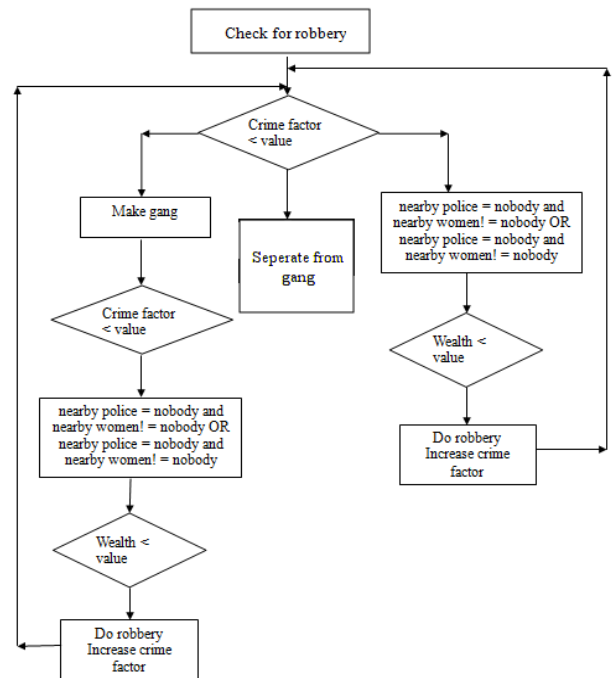 Check for robbery
Crime factor
< value
Make gang
Seperate from
gang
nearby police = nobody and
nearby women! = nobody OR
nearby police = nobody and
nearby women! = nobody
Crime factor
< value
Wealth <
value
nearby police = nobody and
nearby women! = nobody OR
nearby police = nobody and
nearby women! = nobody
Do robbery
Increase crime
factor
Wealth <
value
Do robbery
Increase crime
factor